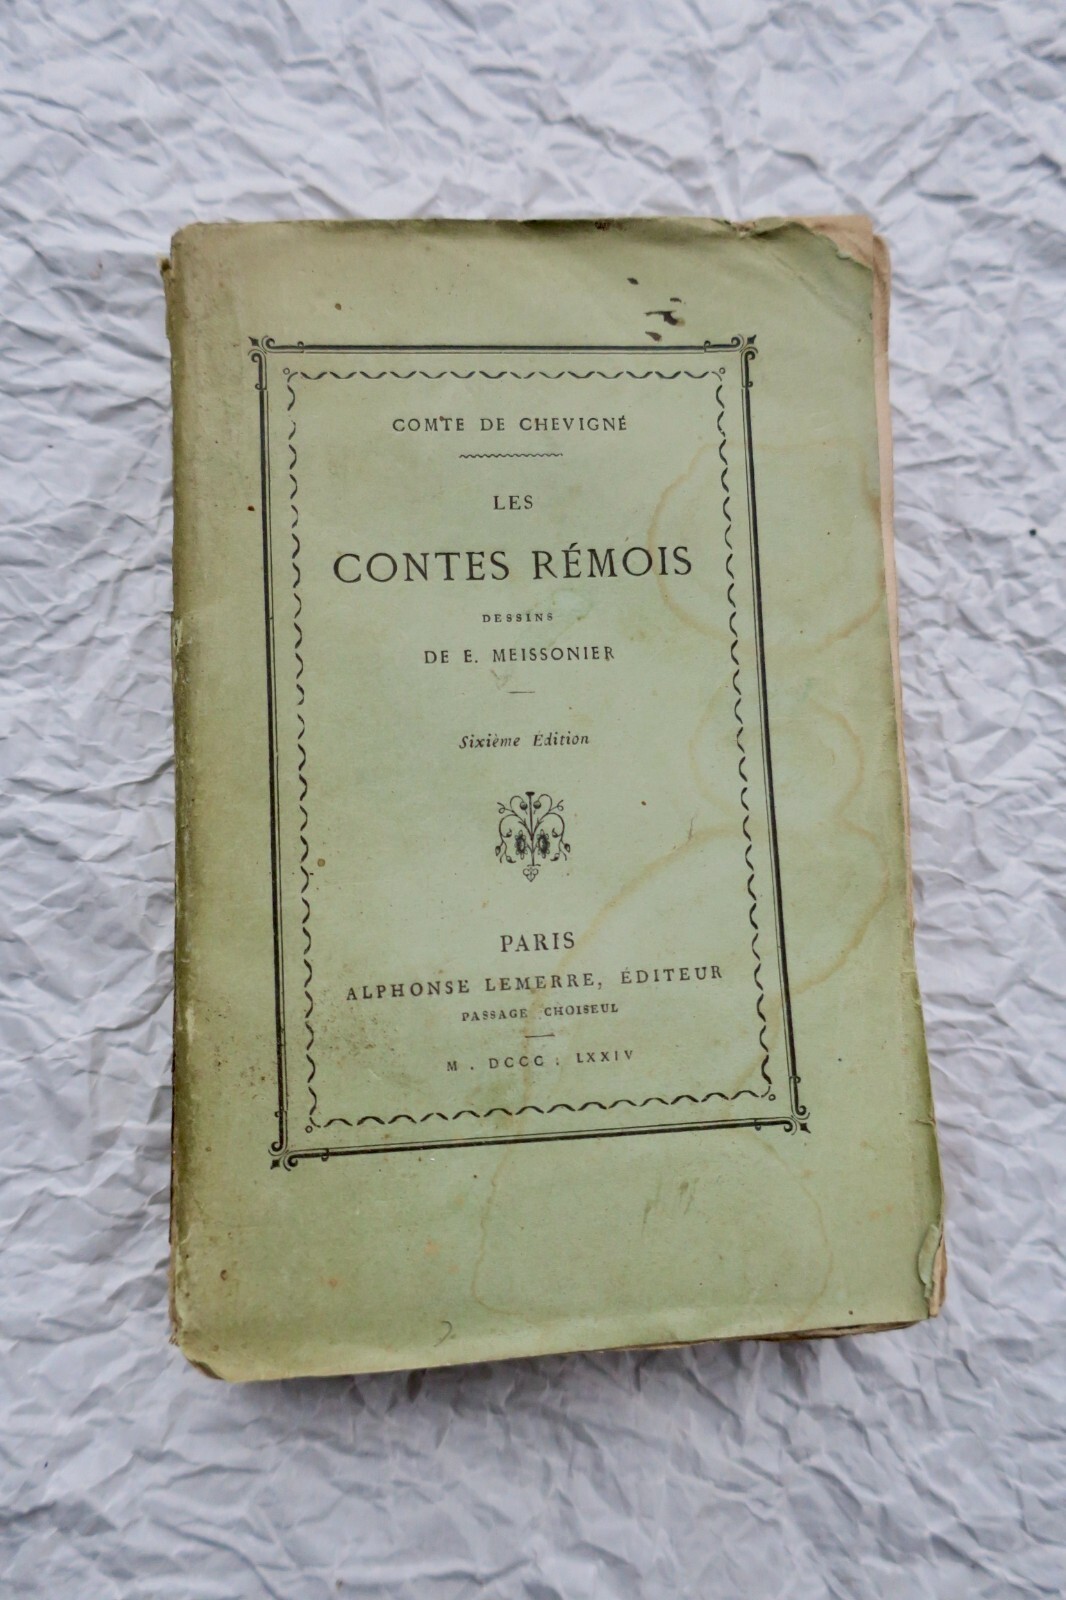 COMTE DE CHEVIGNÉ
LES
CONTES RÉMOIS
DESSINS
DE E. MEISSONIER
Sixième Édition
PARIS
ALPHONSE LEMERRE, ÉDITEUR
PASSAGE CHOISEUL
M. DCCC. LXXIV